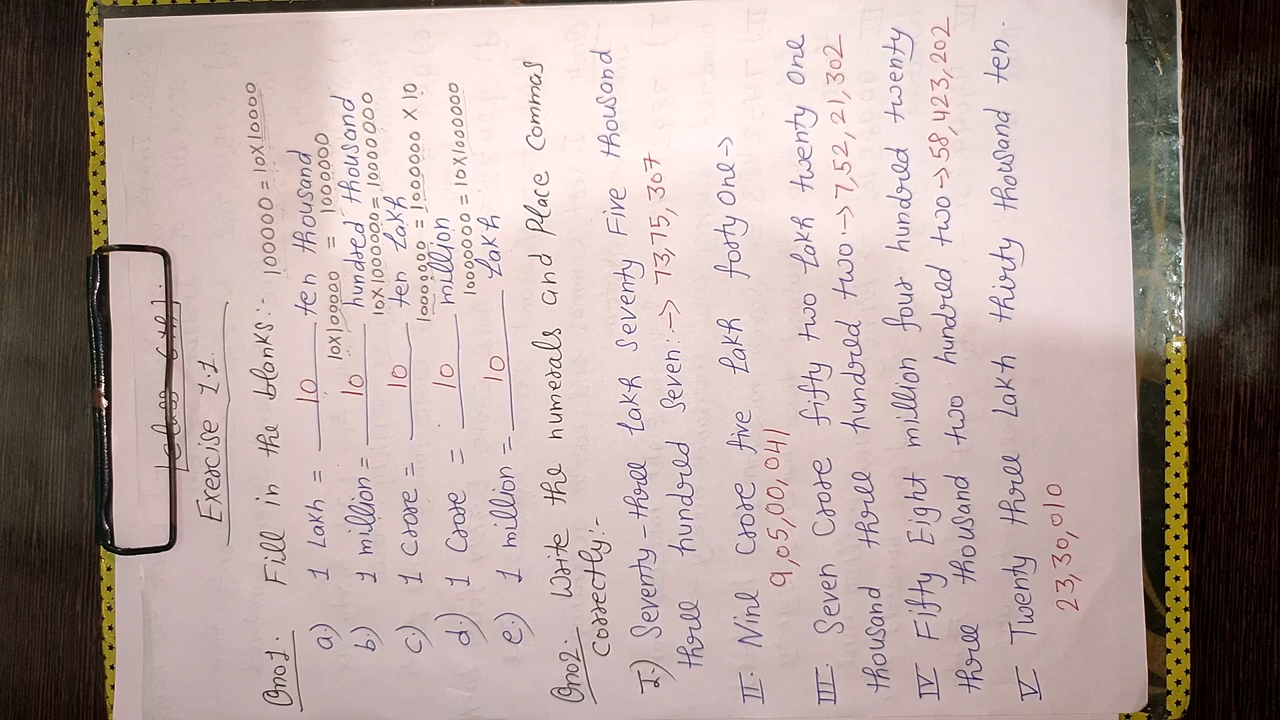 [class 6th].
Exercise 1.1
Qno1. Fill in the blanks:- 100000 = 10X10000
a) 1 Lakh = 10 ten thousand
10X100000 = 1000000
b) 1 million = 10 hundred thousand
10X1000000 = 10000000
c) 1 crore = 10 ten Lakh
10000000 = 1000000 X 10
d) 1 Crore = 10 million
1000000 = 10X100000
e) 1 million = 10 Lakh
Qno2. Write the numerals and Place Commas
Correctly:-
I) Seventy-three Lakh Seventy Five thousand
three hundred Seven:-> 73,75,307
II. Nine Crore five Lakh forty one->
9,05,00,041
III. Seven Crore fifty two Lakh twenty one
thousand three hundred two:-> 7,52,21,302
IV Fifty Eight million four hundred twenty
three thousand two hundred two -> 58,423,202
V Twenty three Lakh thirty thousand ten.
23,30,010